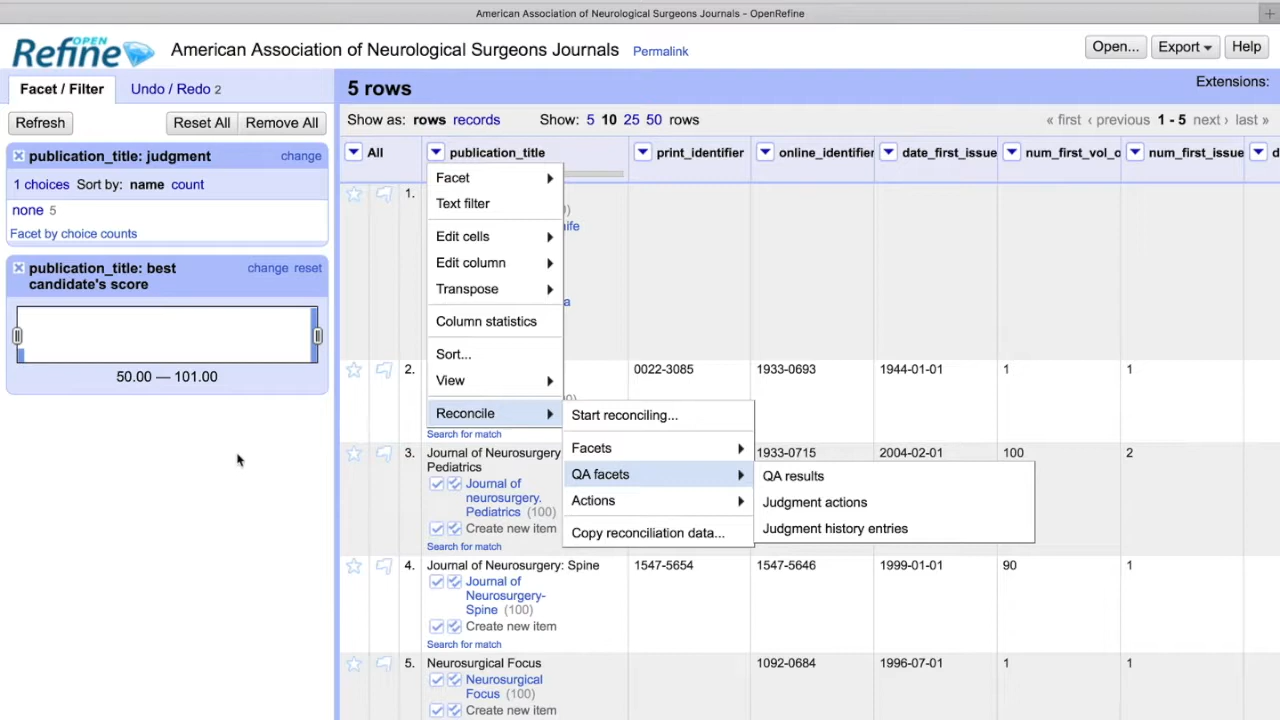 American Association of Neurological Surgeons Journals - OpenRefine
OPEN
Refine
American Association of Neurological Surgeons Journals Permalink
Open... Export Help
Facet / Filter Undo / Redo 2
5 rows
Extensions:
Refresh Reset All Remove All
Show as: rows records Show: 5 10 25 50 rows
« first ‹ previous 1 - 5 next › last »
publication_title: judgment change
1 choices Sort by: name count
none 5
Facet by choice counts
publication_title: best candidate's score change reset
50.00 — 101.00
All publication_title print_identifier online_identifier date_first_issue num_first_vol_o num_first_issue d
Facet
Text filter
Edit cells
Edit column
Transpose
Column statistics
Sort...
View
Reconcile
Start reconciling...
Facets
QA facets
Actions
Copy reconciliation data...
QA results
Judgment actions
Judgment history entries
1.
)
ife
a
2. 0022-3085 1933-0693 1944-01-01 1 1
0)
Search for match
3. Journal of Neurosurgery 1933-0715 2004-02-01 100 2
Pediatrics
Journal of
neurosurgery.
Pediatrics (100)
Create new item
Search for match
4. Journal of Neurosurgery: Spine 1547-5654 1547-5646 1999-01-01 90 1
Journal of
Neurosurgery-
Spine (100)
Create new item
Search for match
5. Neurosurgical Focus 1092-0684 1996-07-01 1 1
Neurosurgical
Focus (100)
Create new item